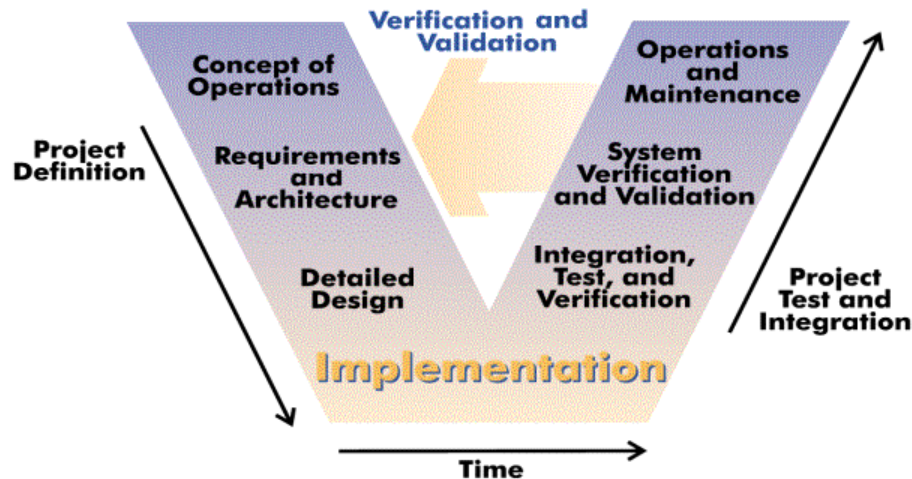 Verification and
Validation
Concept of
Operations
Operations
and
Maintenance
Project
Definition
Requirements
and
Architecture
System
Verification
and Validation
Detailed
Design
Integration,
Test, and
Verification
Project
Test and
Integration
Implementation
Time